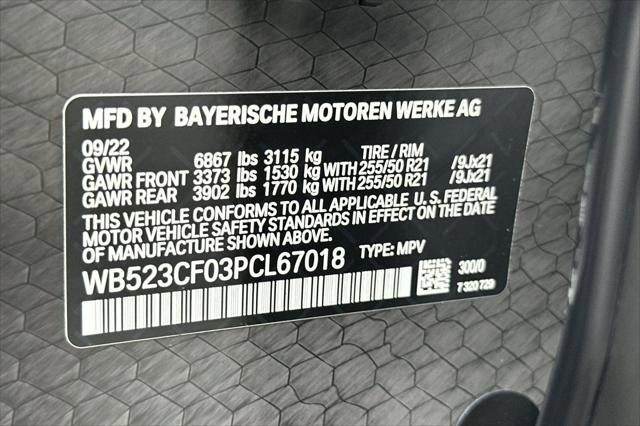 MFD BY BAYERISCHE MOTOREN WERKE AG
09/22
GVWR 6867 lbs 3115 kg TIRE / RIM
GAWR FRONT 3373 lbs 1530 kg WITH 255/50 R21 /9Jx21
GAWR REAR 3902 lbs 1770 kg WITH 255/50 R21 /9Jx21
THIS VEHICLE CONFORMS TO ALL APPLICABLE U. S. FEDERAL
MOTOR VEHICLE SAFETY STANDARDS IN EFFECT ON THE DATE
OF MANUFACTURE SHOWN ABOVE.
WB523CF03PCL67018 TYPE: MPV
300/0
7 320 729